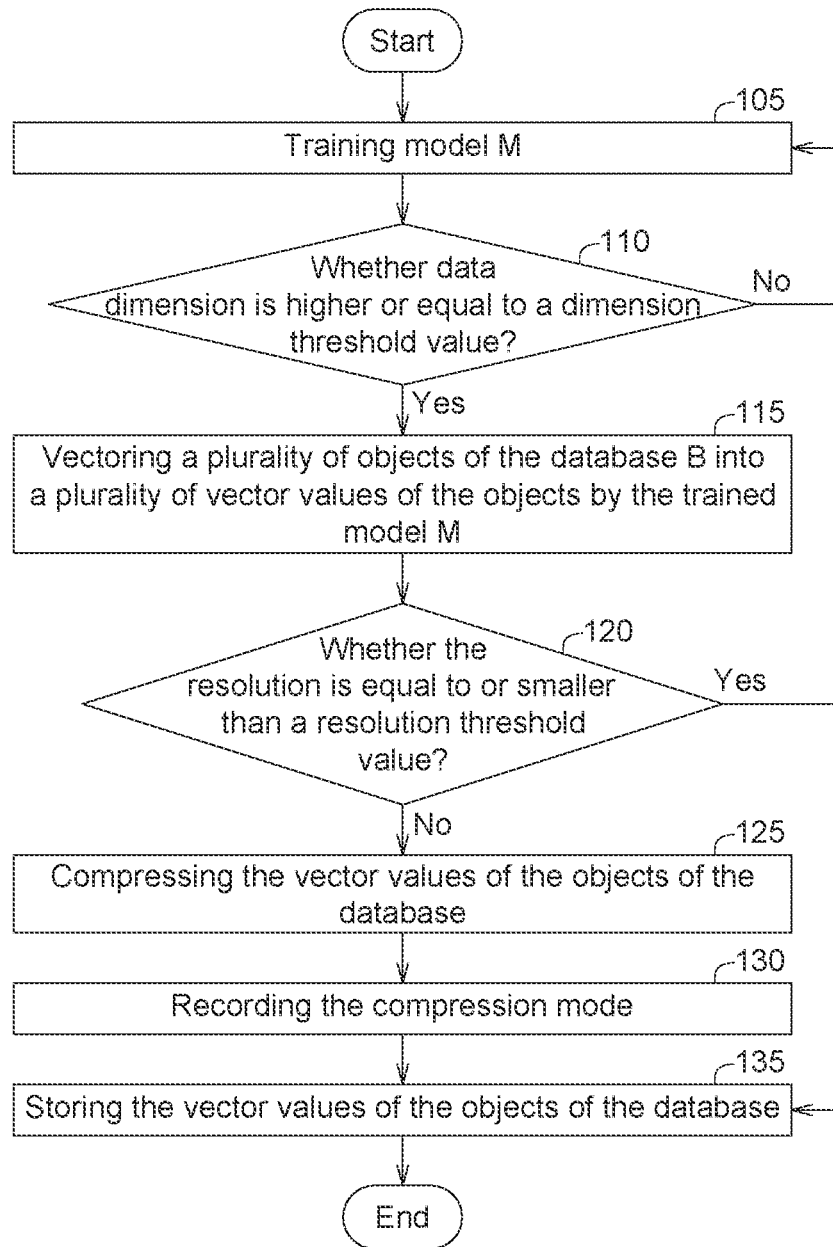 Start
105
Training model M
110
Whether data
dimension is higher or equal to a dimension
threshold value?
No
Yes
115
Vectoring a plurality of objects of the database B into
a plurality of vector values of the objects by the trained
model M
120
Whether the
resolution is equal to or smaller
than a resolution threshold
value?
Yes
No
125
Compressing the vector values of the objects of the
database
130
Recording the compression mode
135
Storing the vector values of the objects of the database
End